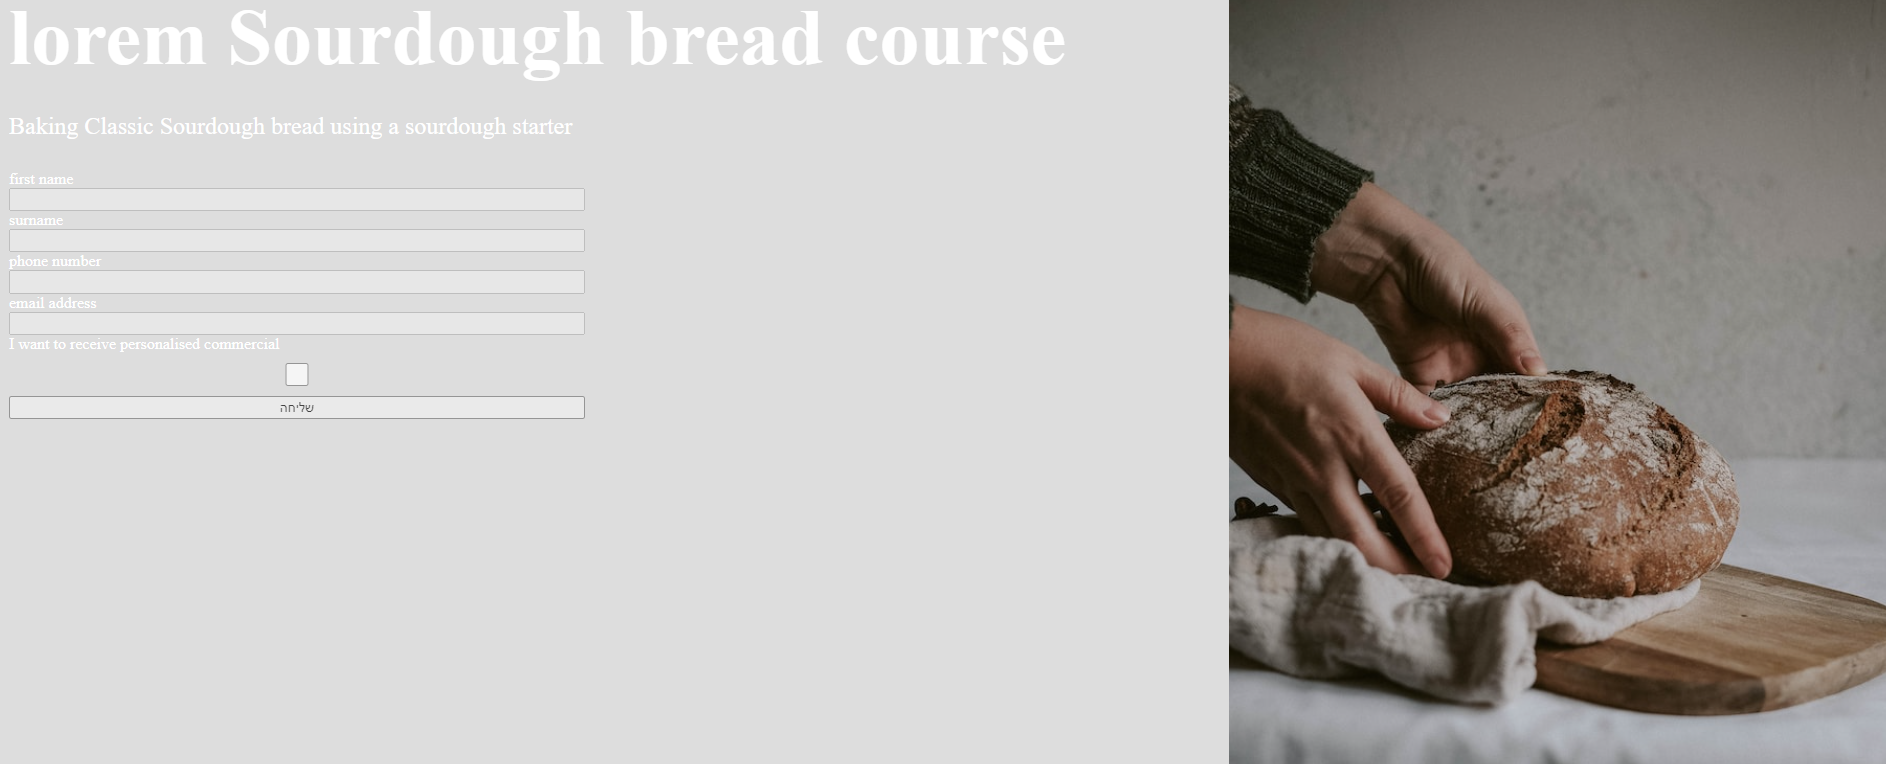 lorem Sourdough bread course
Baking Classic Sourdough bread using a sourdough starter
first name
surname
phone number
email address
I want to receive personalised commercial
שליחה